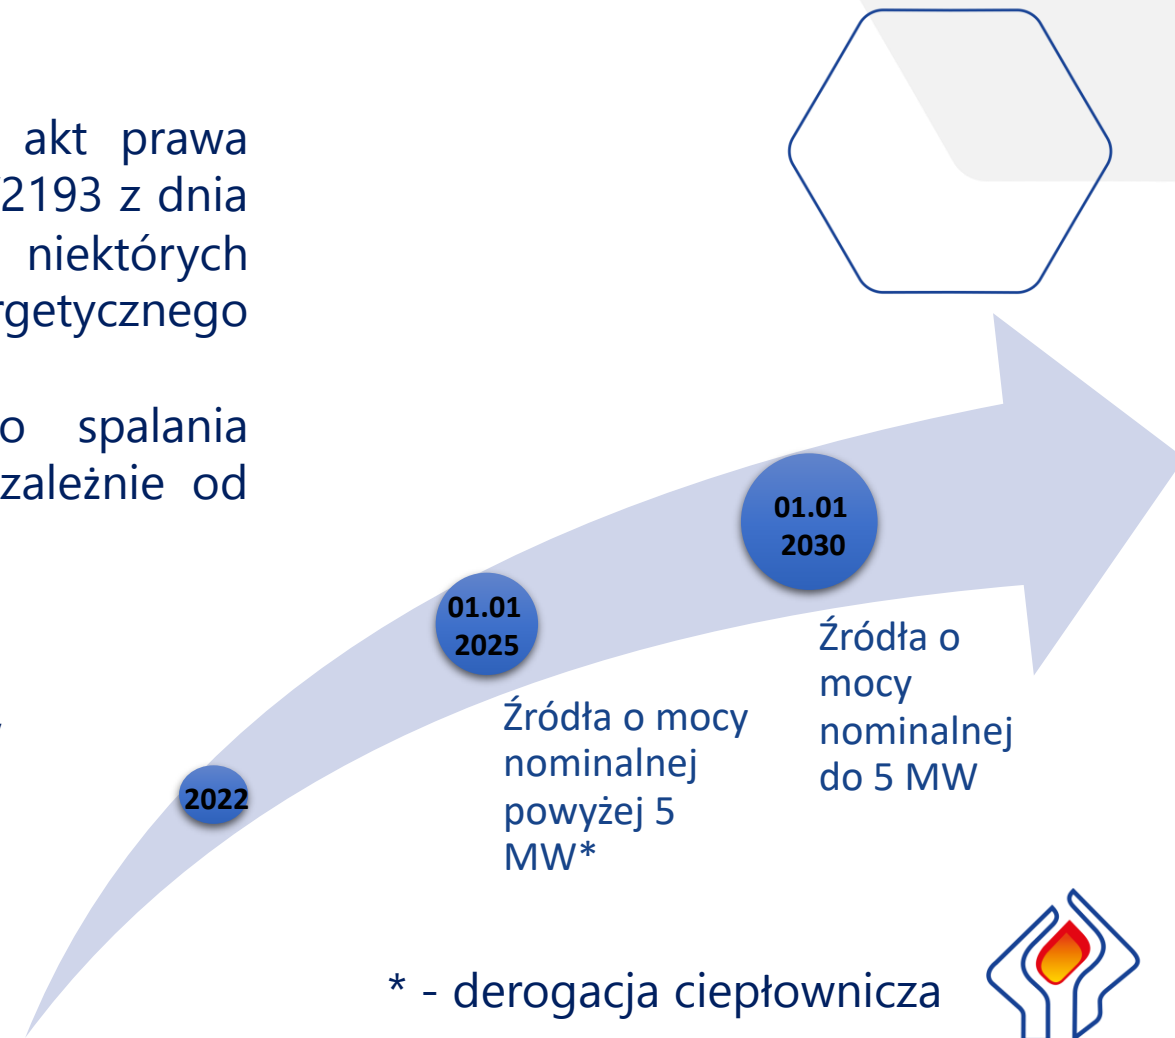 akt prawa
/2193 z dnia
niektórych
rgetycznego
o spalania
zależnie od
01.01
2030
01.01
2025
Źródła o
mocy
nominalnej
do 5 MW
Źródła o mocy
nominalnej
powyżej 5
MW*
2022
* - derogacja ciepłownicza